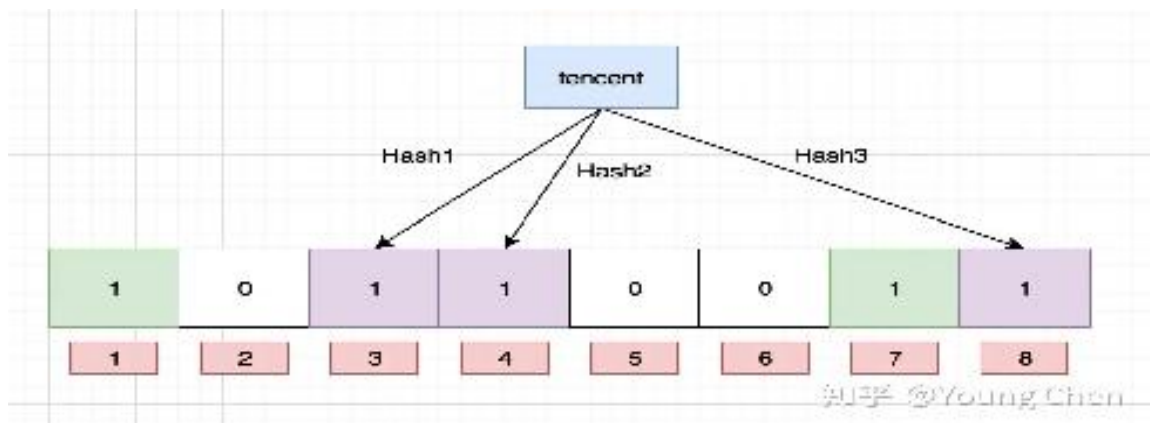 tencent
Hash1 Hash2 Hash3
1 0 1 1 0 0 1 1
1 2 3 4 5 6 7 8
知乎 @Young Chen